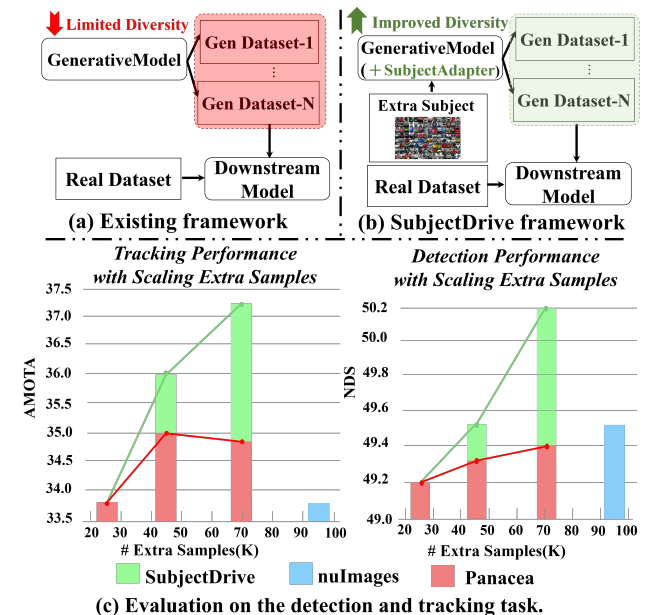 Limited Diversity
GenerativeModel
Gen Dataset-1
⋮
Gen Dataset-N
Real Dataset
Downstream
Model
(a) Existing framework
Improved Diversity
GenerativeModel
(+SubjectAdapter)
Extra Subject
Gen Dataset-1
⋮
Gen Dataset-N
Real Dataset
Downstream
Model
(b) SubjectDrive framework
Tracking Performance
with Scaling Extra Samples
AMOTA
37.5
37.0
36.5
36.0
35.5
35.0
34.5
34.0
33.5
20 30 40 50 60 70 80 90 100
# Extra Samples(K)
Detection Performance
with Scaling Extra Samples
NDS
50.2
50.0
49.8
49.6
49.4
49.2
49.0
20 30 40 50 60 70 80 90 100
# Extra Samples(K)
SubjectDrive nuImages Panacea
(c) Evaluation on the detection and tracking task.